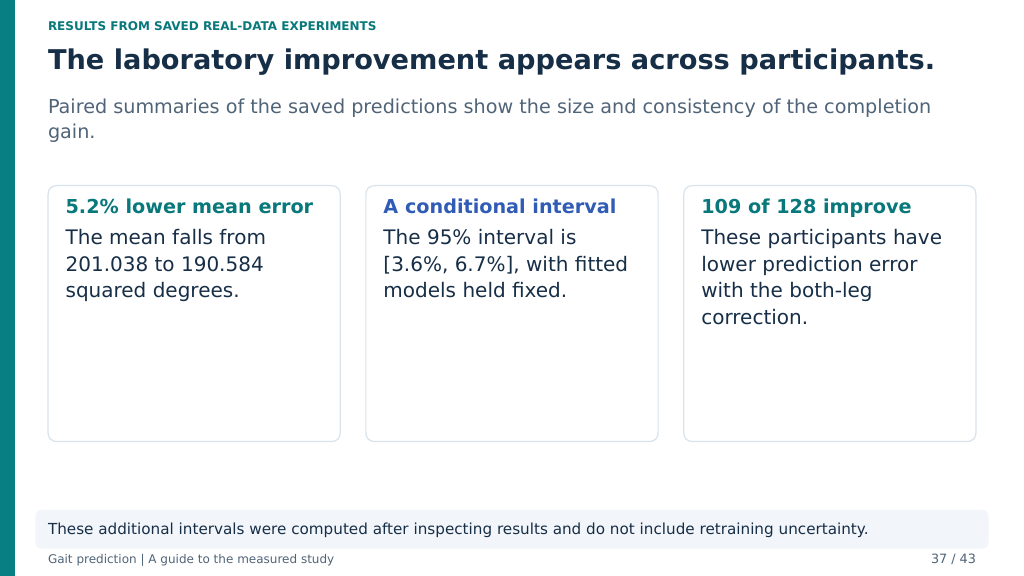 RESULTS FROM SAVED REAL-DATA EXPERIMENTS
The laboratory improvement appears across participants.
Paired summaries of the saved predictions show the size and consistency of the completion
gain.
5.2% lower mean error
The mean falls from
201.038 to 190.584
squared degrees.
A conditional interval
The 95% interval is
[3.6%, 6.7%], with fitted
models held fixed.
109 of 128 improve
These participants have
lower prediction error
with the both-leg
correction.
These additional intervals were computed after inspecting results and do not include retraining uncertainty.
Gait prediction | A guide to the measured study
37 / 43